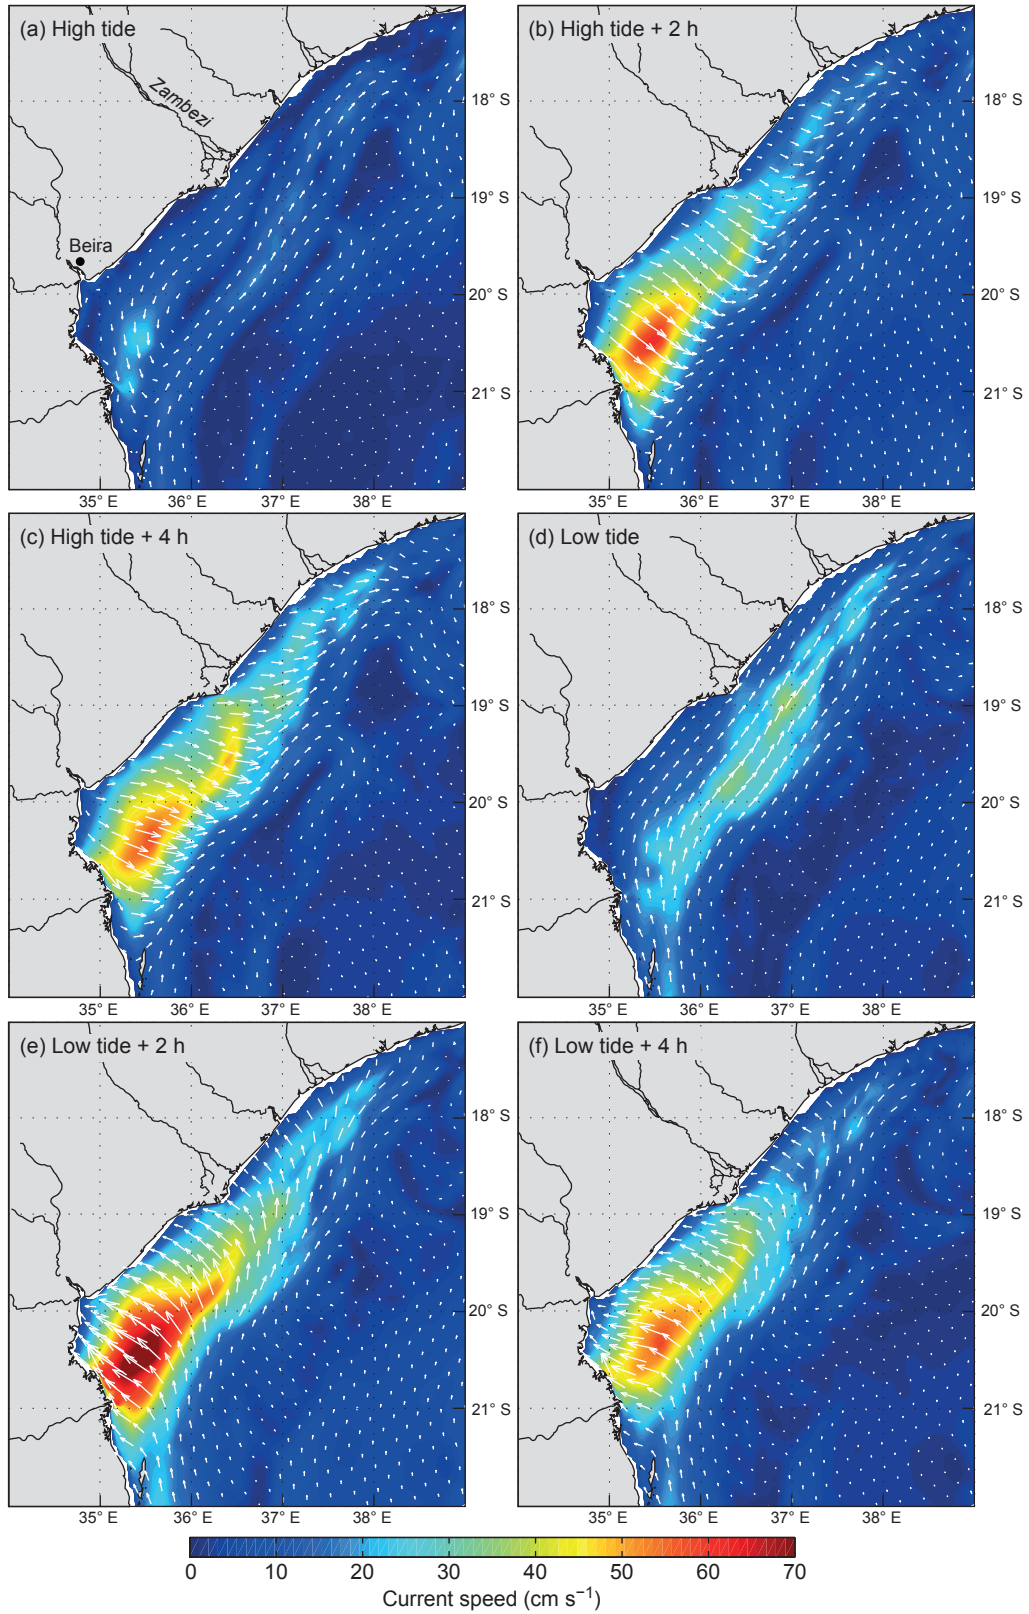 (a) High tide
Zambezi
Beira
18° S
19° S
20° S
21° S
35° E
36° E
37° E
38° E
(b) High tide + 2 h
18° S
19° S
20° S
21° S
35° E
36° E
37° E
38° E
(c) High tide + 4 h
18° S
19° S
20° S
21° S
35° E
36° E
37° E
38° E
(d) Low tide
18° S
19° S
20° S
21° S
35° E
36° E
37° E
38° E
(e) Low tide + 2 h
18° S
19° S
20° S
21° S
35° E
36° E
37° E
38° E
(f) Low tide + 4 h
18° S
19° S
20° S
21° S
35° E
36° E
37° E
38° E
0 10 20 30 40 50 60 70
Current speed (cm s⁻¹)